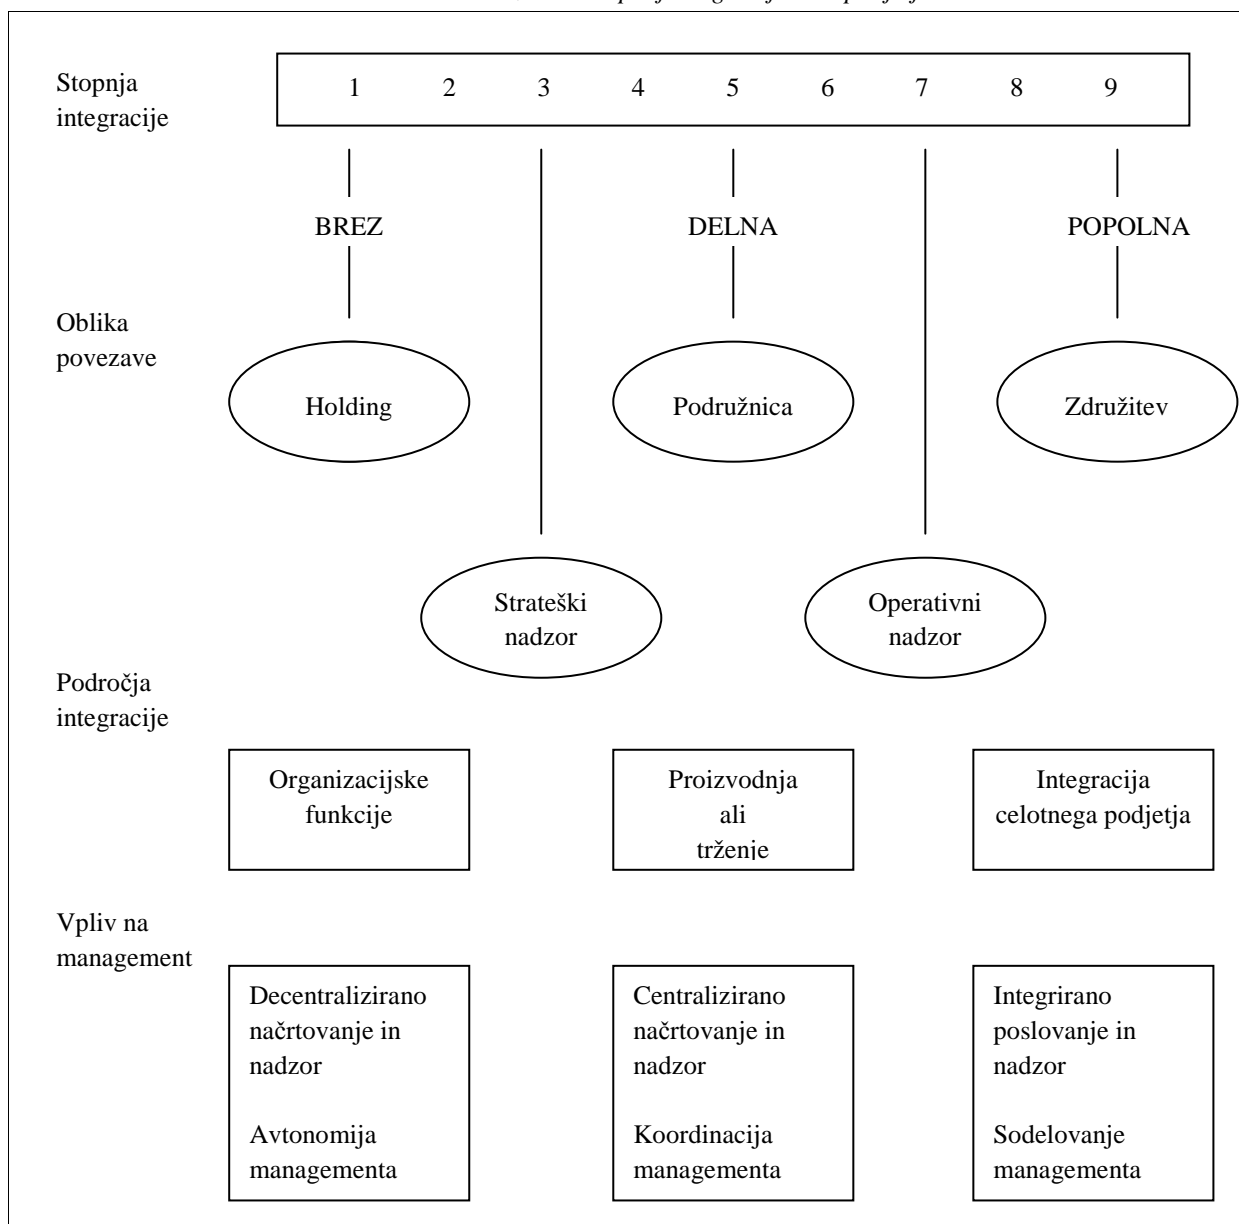 Stopnja
integracije
1 2 3 4 5 6 7 8 9
BREZ DELNA POPOLNA
Oblika
povezave
Holding Podružnica Združitev
Strateški
nadzor
Operativni
nadzor
Področja
integracije
Organizacijske
funkcije
Proizvodnja
ali
trženje
Integracija
celotnega podjetja
Vpliv na
management
Decentralizirano
načrtovanje in
nadzor
Avtonomija
managementa
Centralizirano
načrtovanje in
nadzor
Koordinacija
managementa
Integrirano
poslovanje in
nadzor
Sodelovanje
managementa